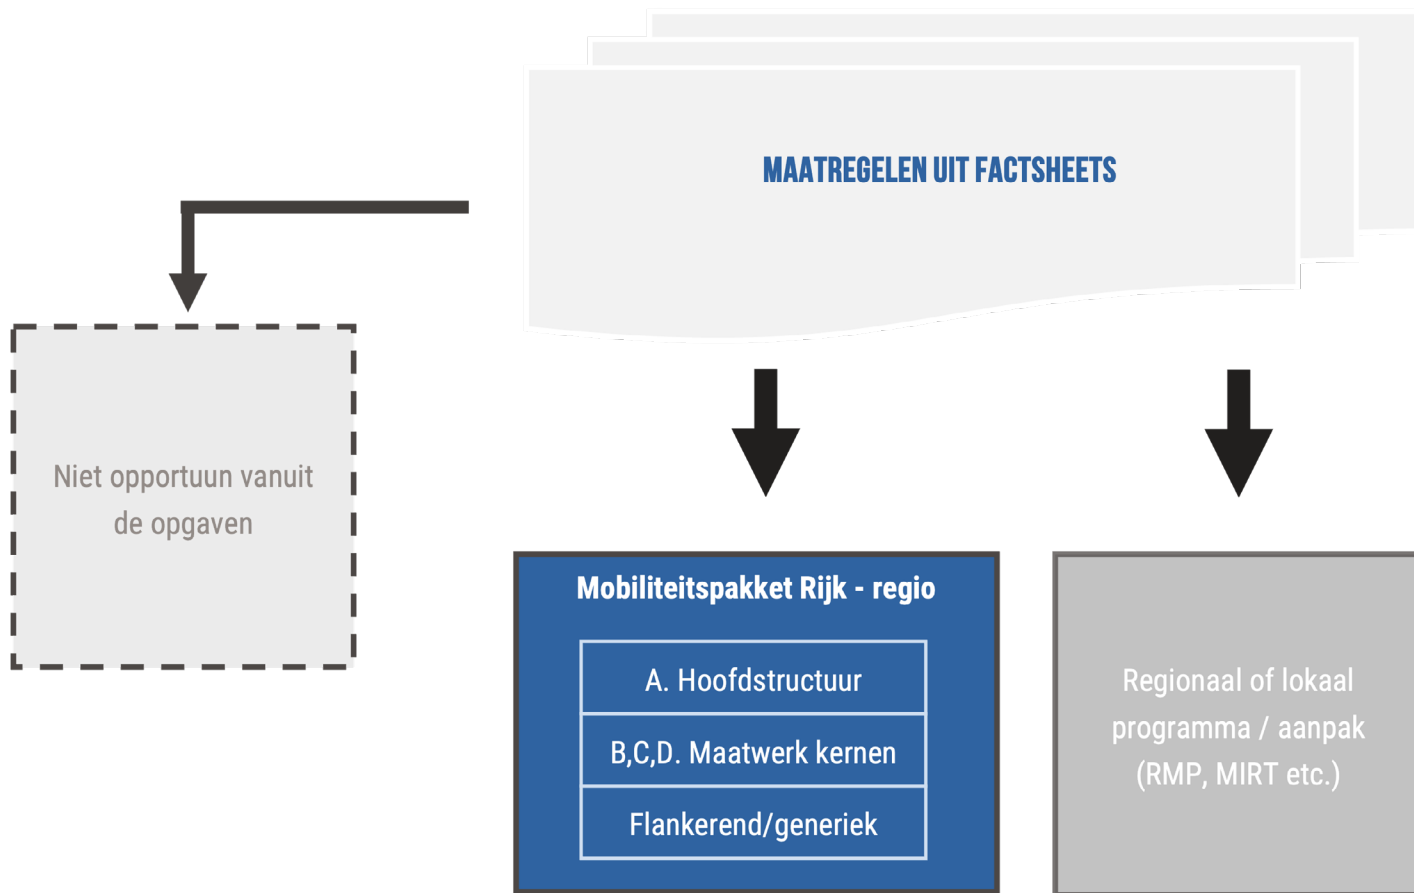 MAATREGELEN UIT FACTSHEETS
Niet opportuun vanuit
de opgaven
Mobiliteitspakket Rijk - regio
A. Hoofdstructuur
B,C,D. Maatwerk kernen
Flankerend/generiek
Regionaal of lokaal
programma / aanpak
(RMP, MIRT etc.)